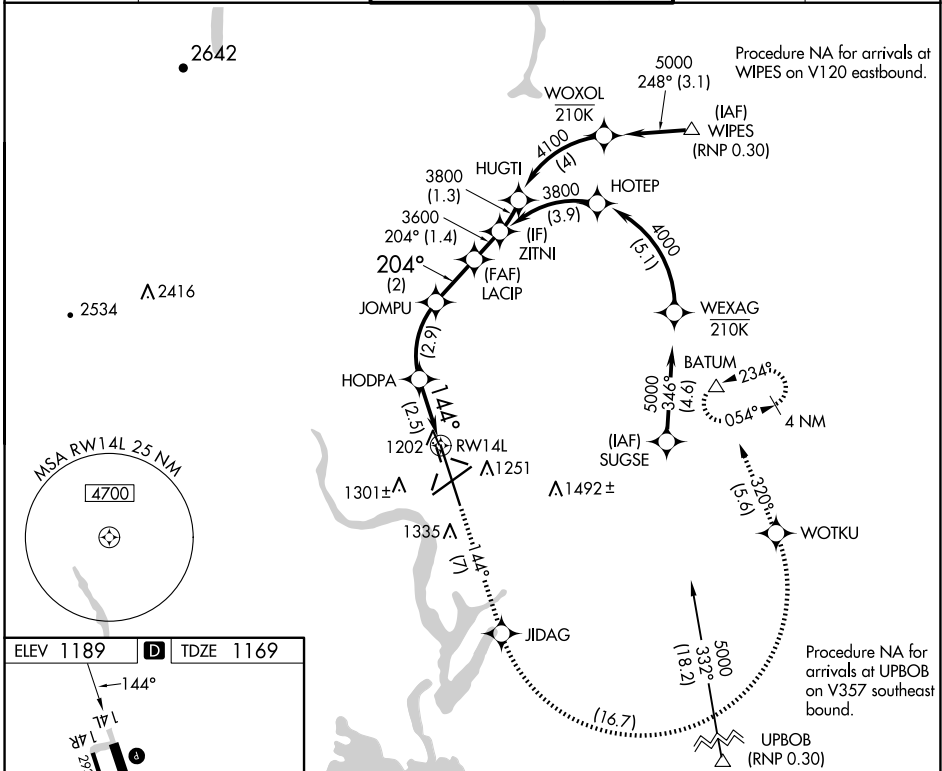 2642
Procedure NA for arrivals at
WIPES on V120 eastbound.
5000
248° (3.1)
WOXOL
210K
(IAF)
WIPES
(RNP 0.30)
4100
(4)
HUGTI
3800
(1.3)
3800
(3.9)
HOTEP
3600
204° (1.4)
(IF)
ZITNI
4000
(5.1)
204°
(2)
(FAF)
LACIP
2416
2534
JOMPU
WEXAG
210K
(2.9)
BATUM
234°
HODPA
5000
346°
(4.6)
054°
4 NM
144°
(2.5)
(IAF)
SUGSE
1202
RW14L
1251
MSA RW14L 25 NM
4700
1301±
1492±
320°
(5.6)
1335
WOTKU
144°
(7)
JIDAG
5000
332°
(18.2)
Procedure NA for
arrivals at UPBOB
on V357 southeast
bound.
(16.7)
UPBOB
(RNP 0.30)
ELEV 1189
D
TDZE 1169
144°
14L
14R
P